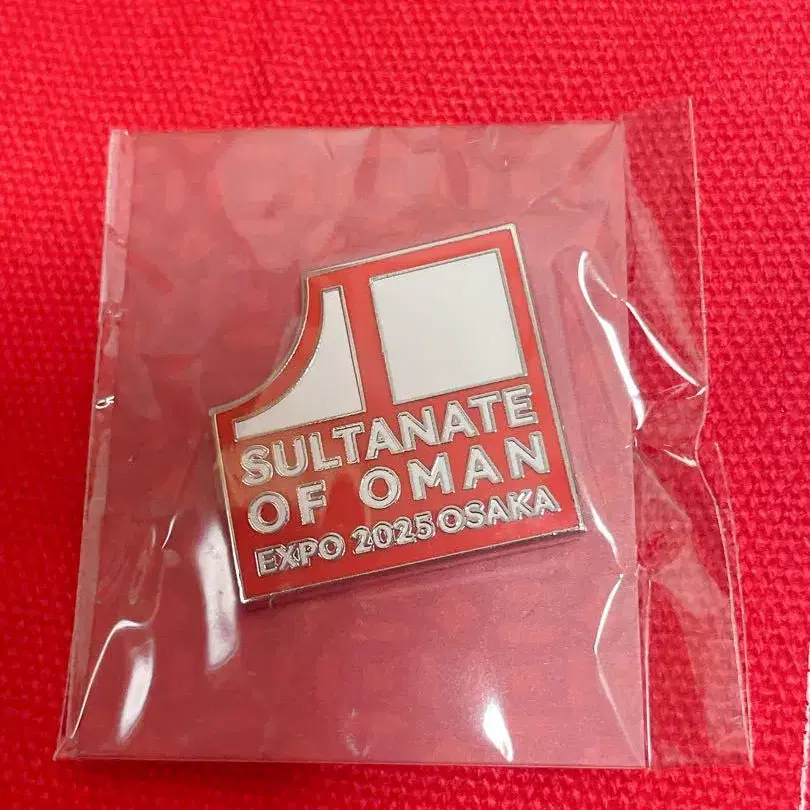 SULTANATE
OF OMAN
EXPO 2025 OSAKA